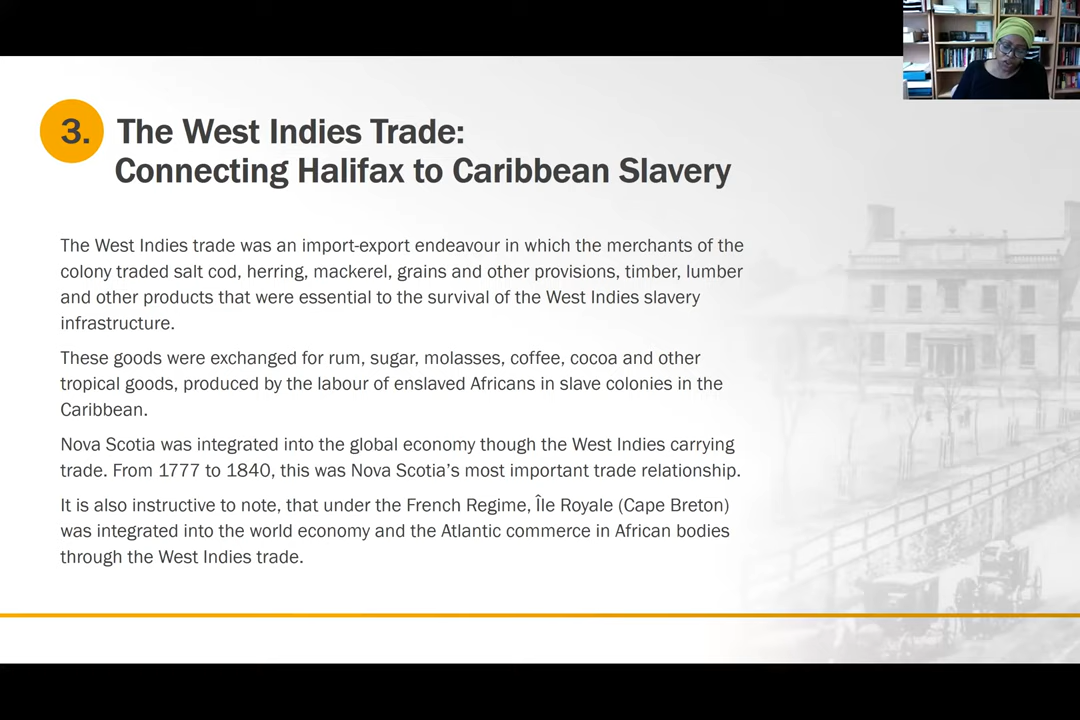 3. The West Indies Trade:
Connecting Halifax to Caribbean Slavery
The West Indies trade was an import-export endeavour in which the merchants of the
colony traded salt cod, herring, mackerel, grains and other provisions, timber, lumber
and other products that were essential to the survival of the West Indies slavery
infrastructure.
These goods were exchanged for rum, sugar, molasses, coffee, cocoa and other
tropical goods, produced by the labour of enslaved Africans in slave colonies in the
Caribbean.
Nova Scotia was integrated into the global economy though the West Indies carrying
trade. From 1777 to 1840, this was Nova Scotia’s most important trade relationship.
It is also instructive to note, that under the French Regime, Île Royale (Cape Breton)
was integrated into the world economy and the Atlantic commerce in African bodies
through the West Indies trade.